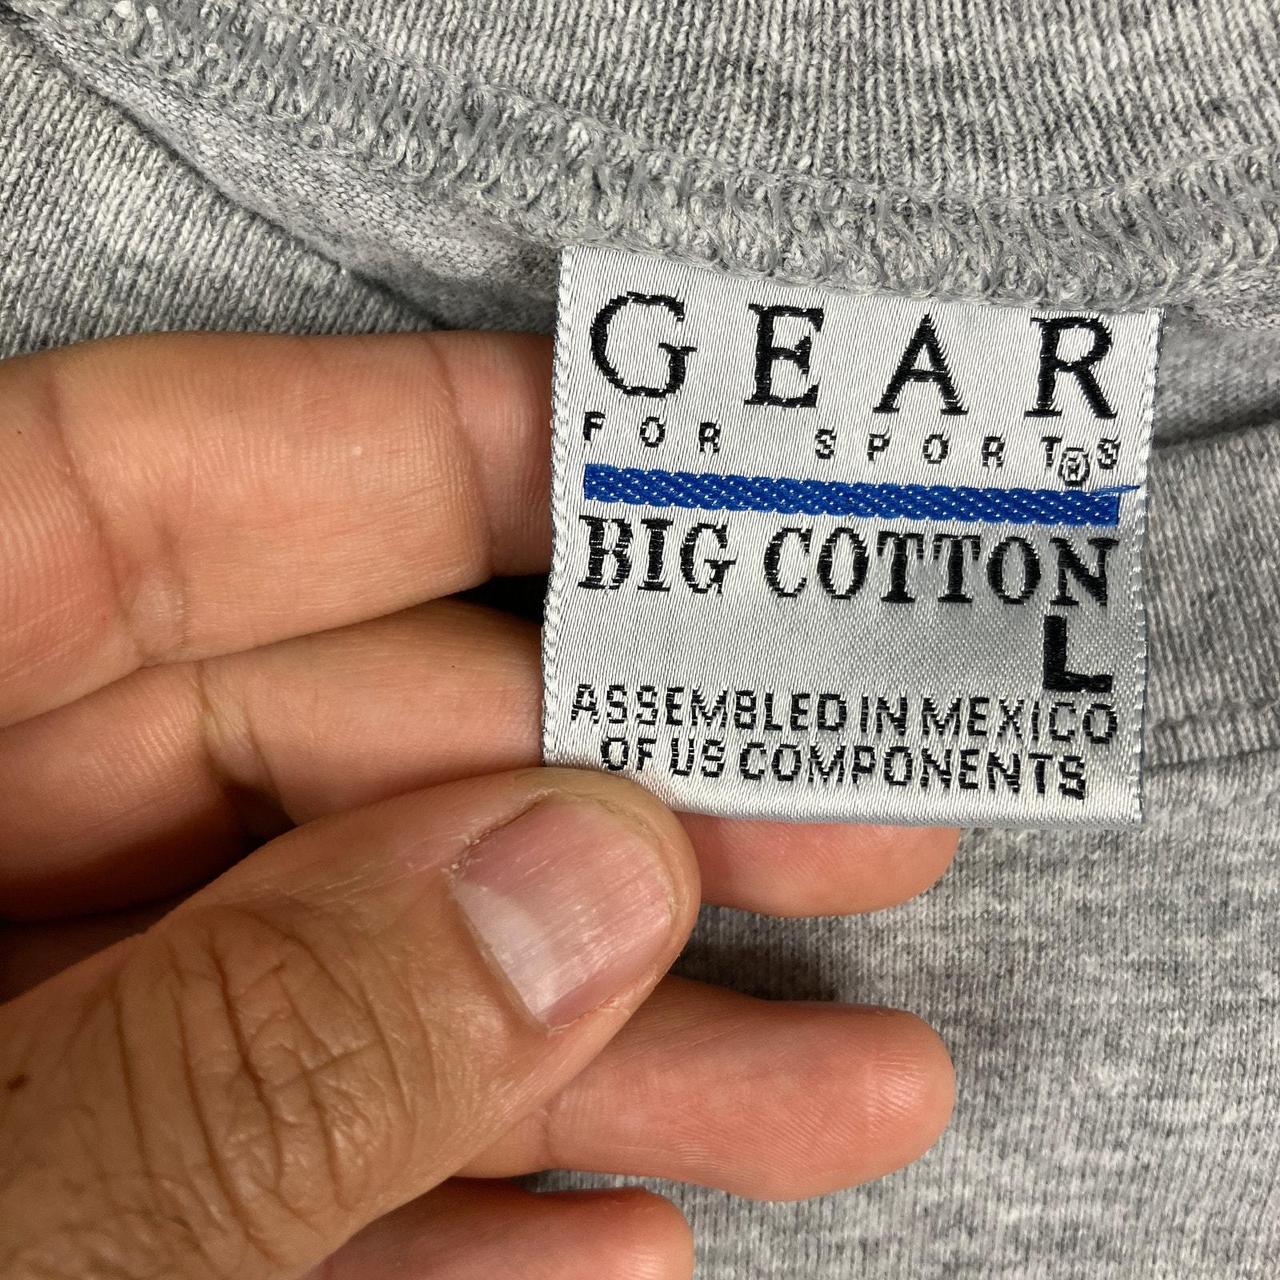 GEAR
FOR SPORTS®
BIG COTTON
L
ASSEMBLED IN MEXICO
OF US COMPONENTS